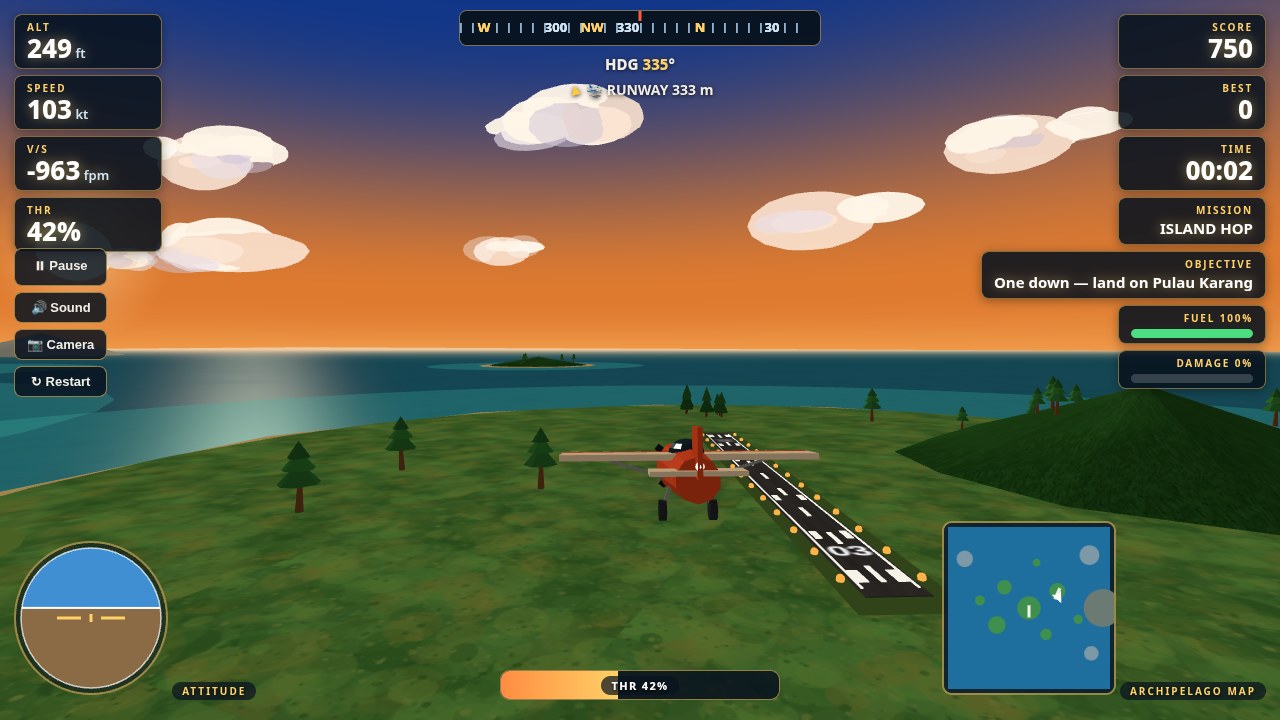 ALT
249 ft
SPEED
103 kt
V/S
-963 fpm
THR
42%
⏸ Pause
🔊 Sound
📷 Camera
↻ Restart
W 300 NW 330 N 30
HDG 335°
RUNWAY 333 m
SCORE
750
BEST
0
TIME
00:02
MISSION
ISLAND HOP
OBJECTIVE
One down — land on Pulau Karang
FUEL 100%
DAMAGE 0%
03
ATTITUDE
THR 42%
ARCHIPELAGO MAP